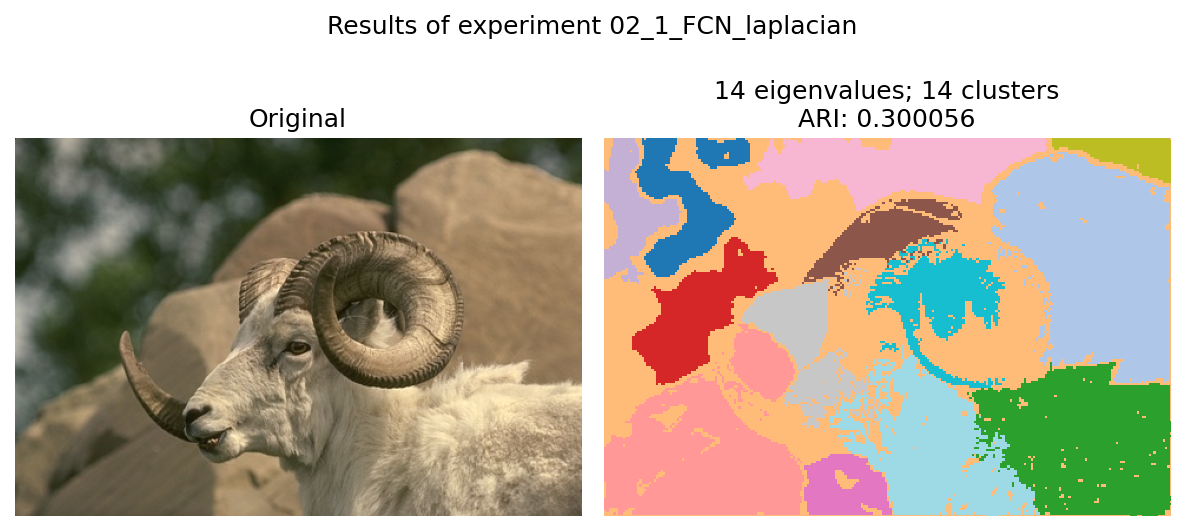 Results of experiment 02_1_FCN_laplacian
Original
14 eigenvalues; 14 clusters
ARI: 0.300056